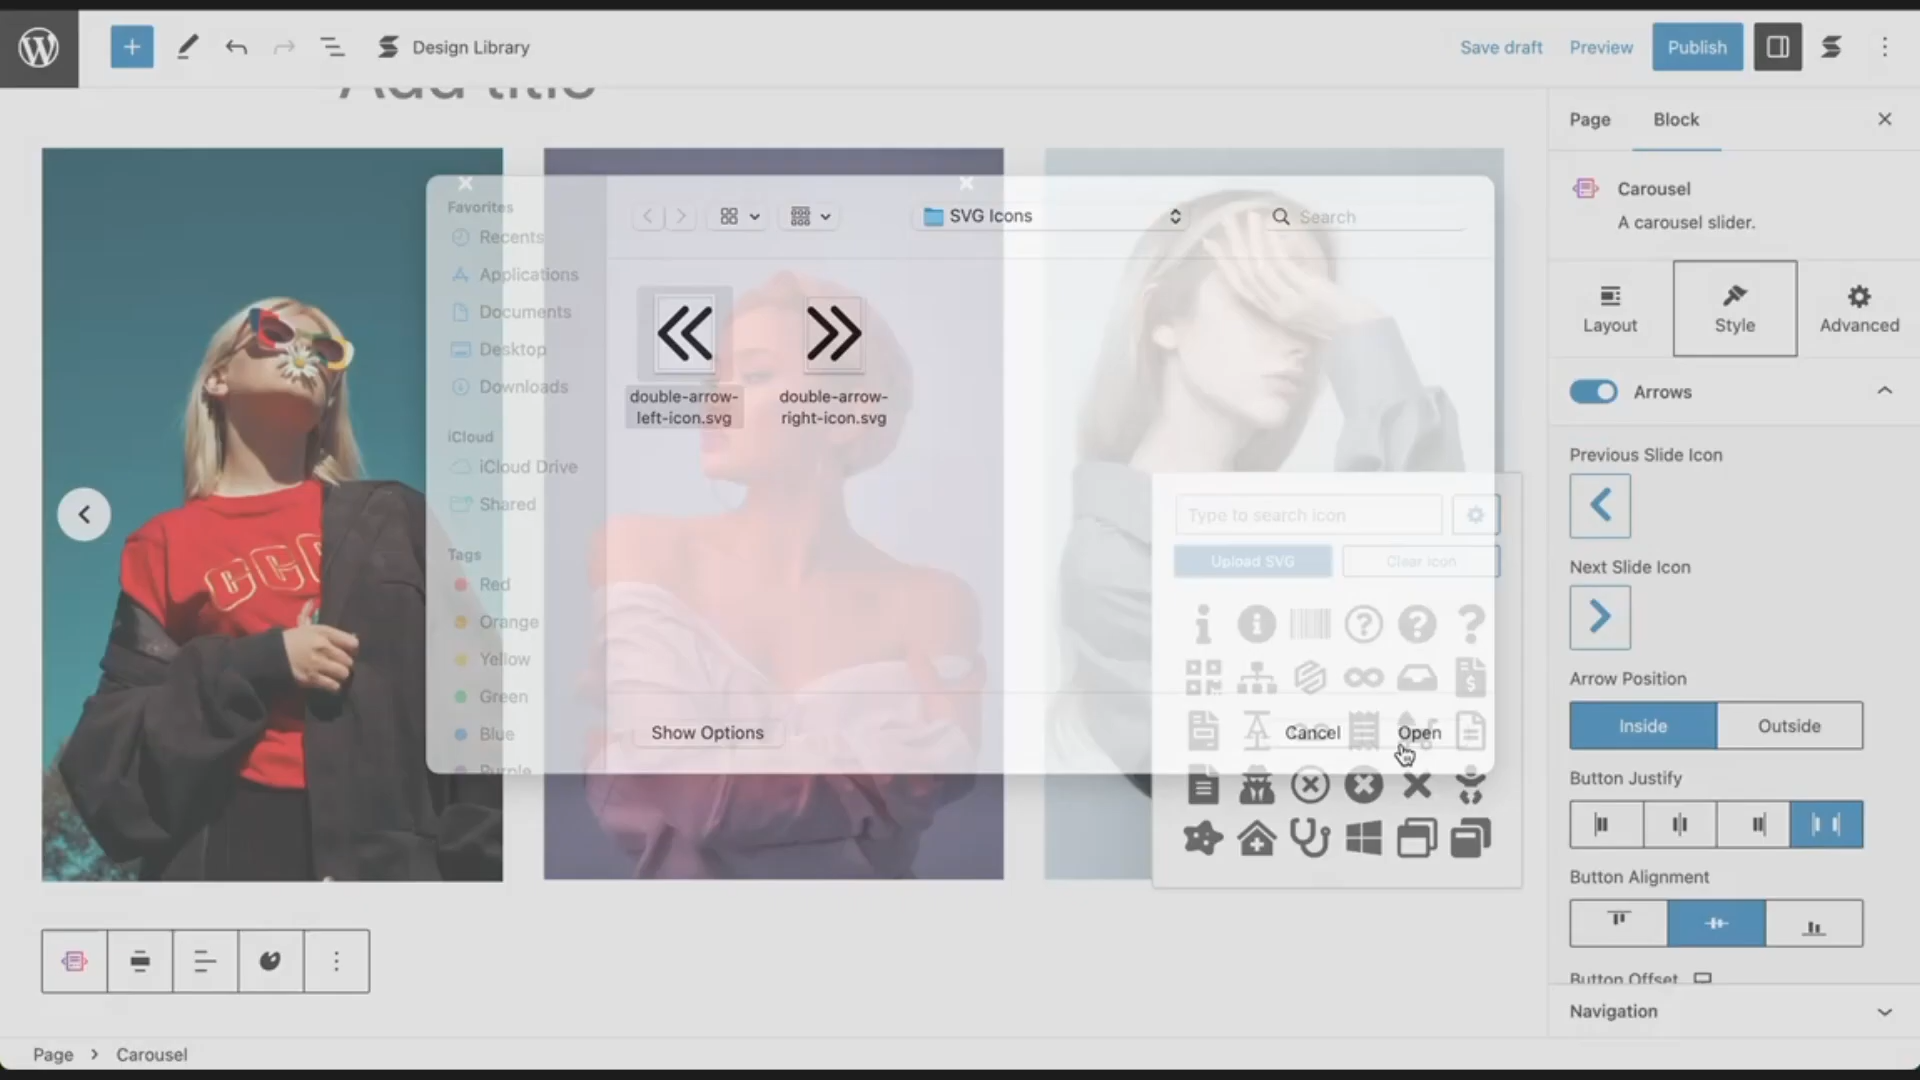 Design Library
Save draft
Preview
Publish
Add title
Page
Block
Carousel
A carousel slider.
Layout
Style
Advanced
Arrows
Previous Slide Icon
Next Slide Icon
Arrow Position
Inside
Outside
Button Justify
Button Alignment
Button Offset
Navigation
Favorites
Recents
Applications
Documents
Desktop
Downloads
iCloud
iCloud Drive
Shared
Tags
Red
Orange
Yellow
Green
Blue
Purple
SVG Icons
Search
double-arrow-
left-icon.svg
double-arrow-
right-icon.svg
Show Options
Cancel
Open
Type to search icon
Upload SVG
Clear icon
Page > Carousel